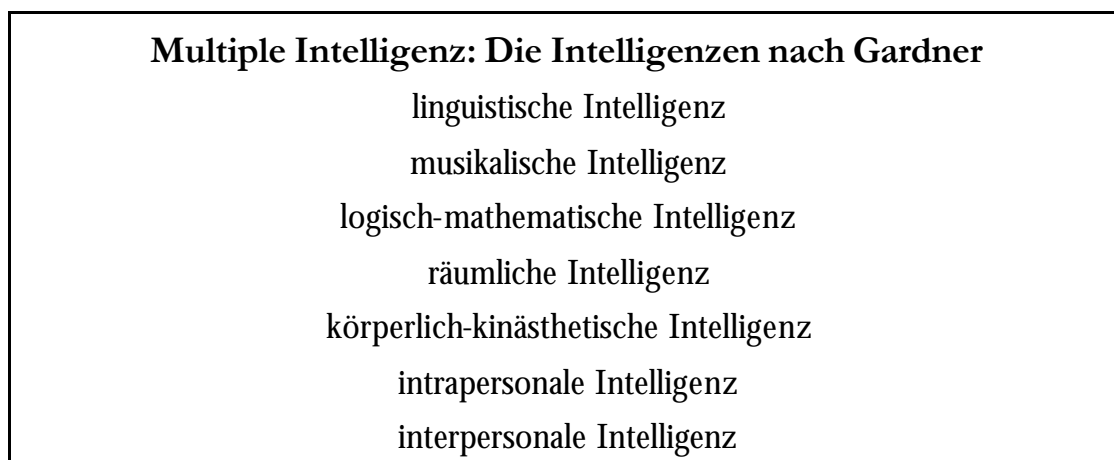 Multiple Intelligenz: Die Intelligenzen nach Gardner
linguistische Intelligenz
musikalische Intelligenz
logisch-mathematische Intelligenz
räumliche Intelligenz
körperlich-kinästhetische Intelligenz
intrapersonale Intelligenz
interpersonale Intelligenz